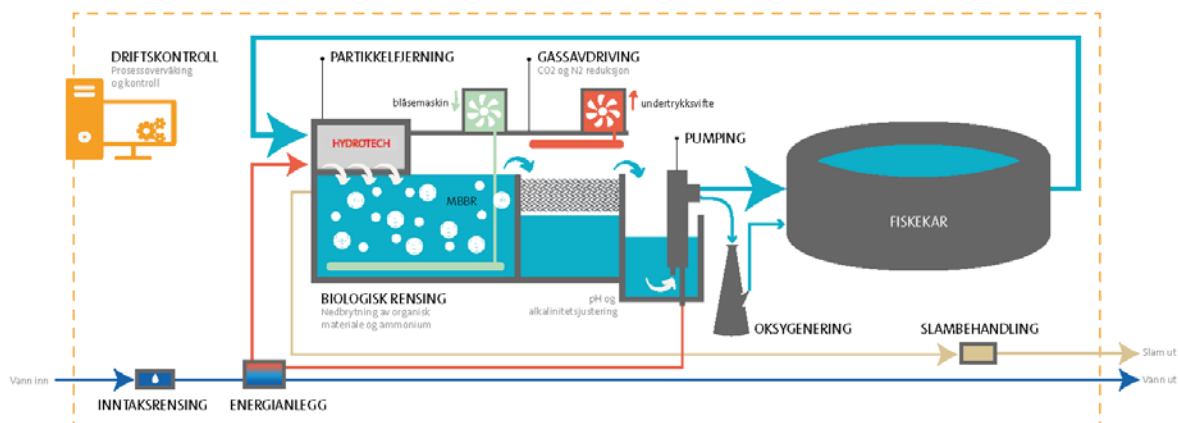 DRIFTSKONTROLL
Prosessovervåking
og kontroll
PARTIKKELFJERNING
GASSAVDRIVING
CO2 og N2 reduksjon
blåsemaskin
undertrykksvifte
HYDROTECH
PUMPING
MBBR
FISKEKAR
BIOLOGISK RENSING
Nedbrytning av organisk
materiale og ammonium
pH og
alkalinitetsjustering
OKSYGENERING
SLAMBEHANDLING
Slam ut
Vann inn
Vann ut
INNTAKSRENSING
ENERGIANLEGG